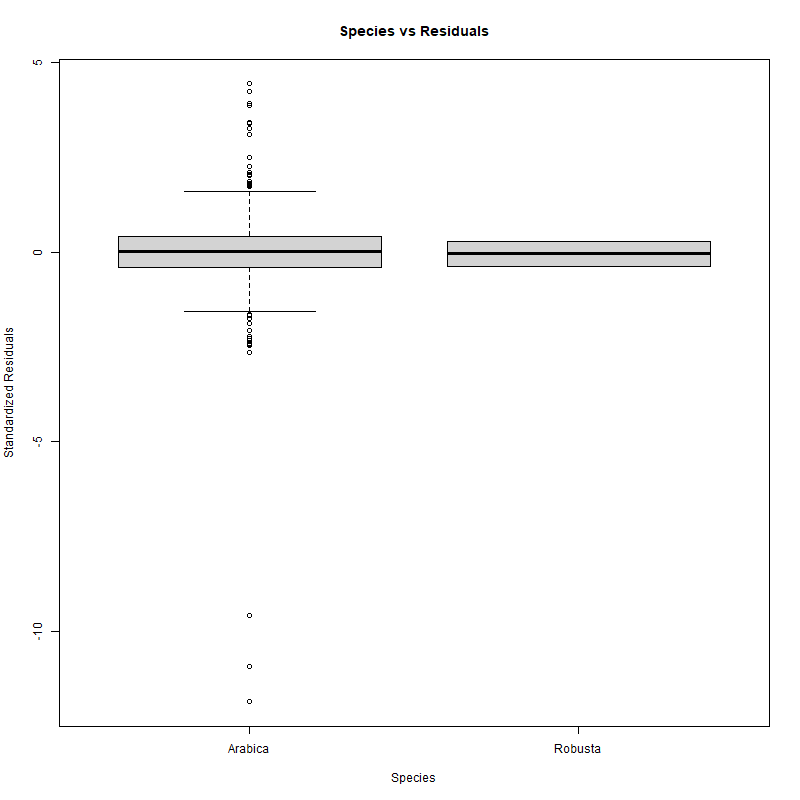 Species vs Residuals
5
0
-5
-10
Standardized Residuals
Arabica
Robusta
Species